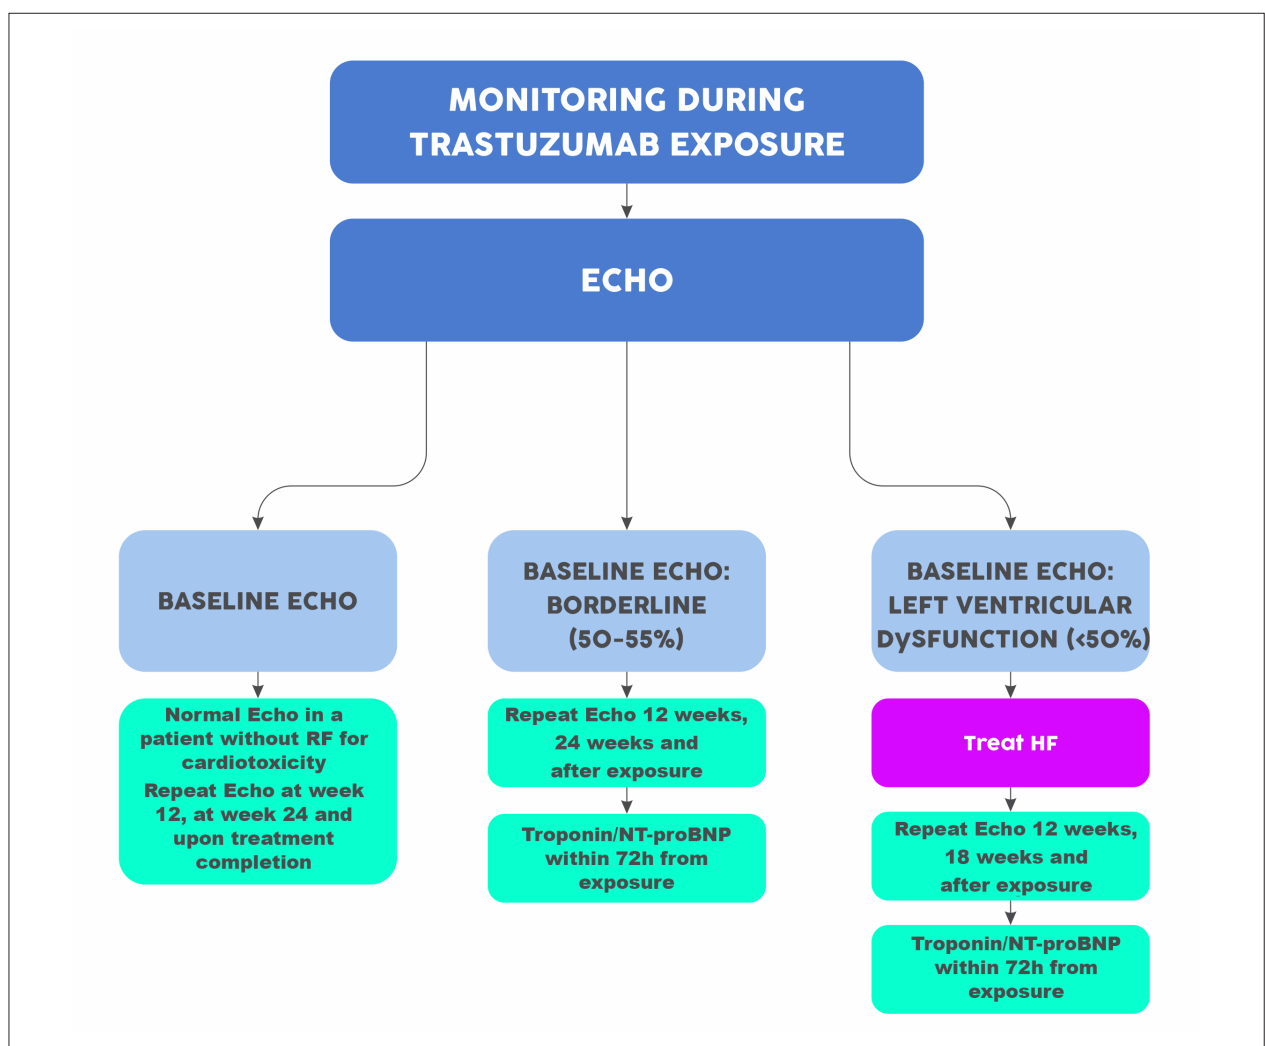 MONITORING DURING
TRASTUZUMAB EXPOSURE
ECHO
BASELINE ECHO
Normal Echo in a
patient without RF for
cardiotoxicity
Repeat Echo at week
12, at week 24 and
upon treatment
completion
BASELINE ECHO:
BORDERLINE
(50-55%)
Repeat Echo 12 weeks,
24 weeks and
after exposure
Troponin/NT-proBNP
within 72h from
exposure
BASELINE ECHO:
LEFT VENTRICULAR
DySFUNCTION (<50%)
Treat HF
Repeat Echo 12 weeks,
18 weeks and
after exposure
Troponin/NT-proBNP
within 72h from
exposure